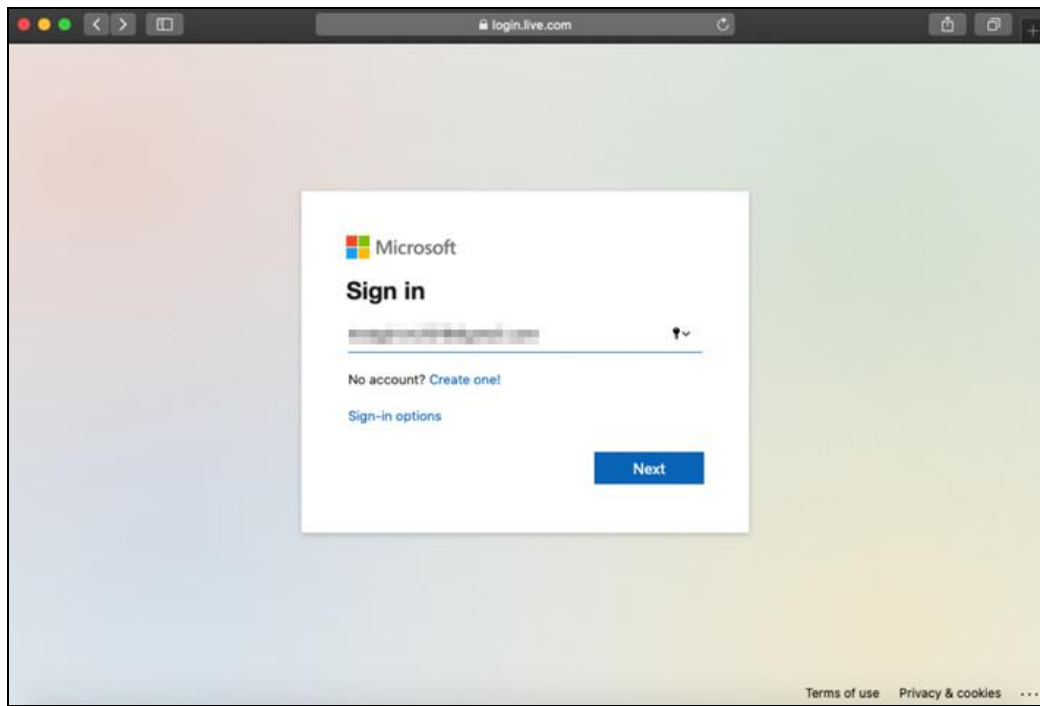 login.live.com
Microsoft
Sign in
No account? Create one!
Sign-in options
Next
Terms of use Privacy & cookies ...